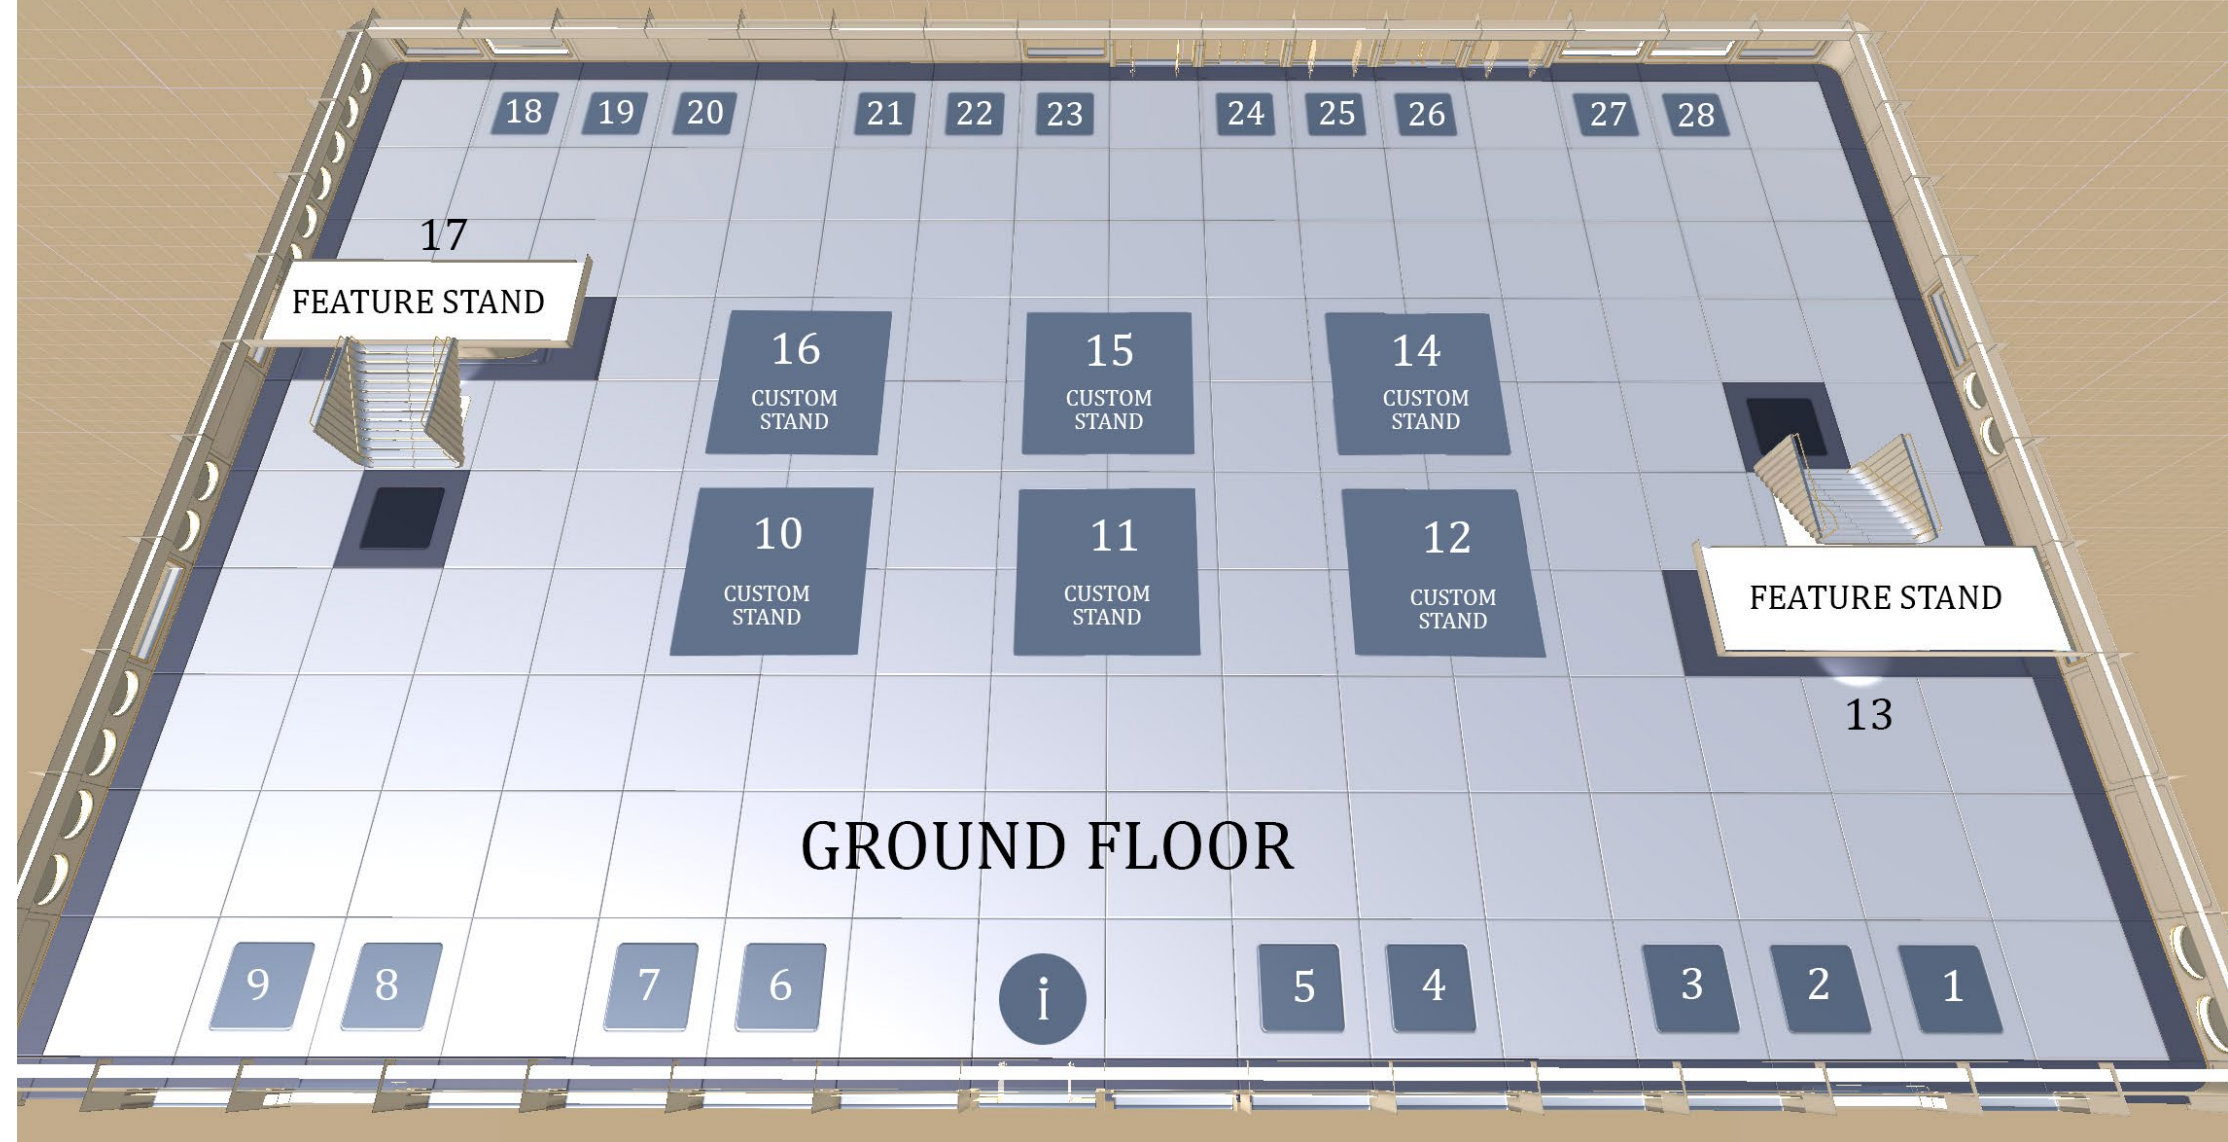 18 19 20 21 22 23 24 25 26 27 28
17
FEATURE STAND
16
CUSTOM
STAND
15
CUSTOM
STAND
14
CUSTOM
STAND
10
CUSTOM
STAND
11
CUSTOM
STAND
12
CUSTOM
STAND
FEATURE STAND
13
GROUND FLOOR
9 8 7 6 i 5 4 3 2 1